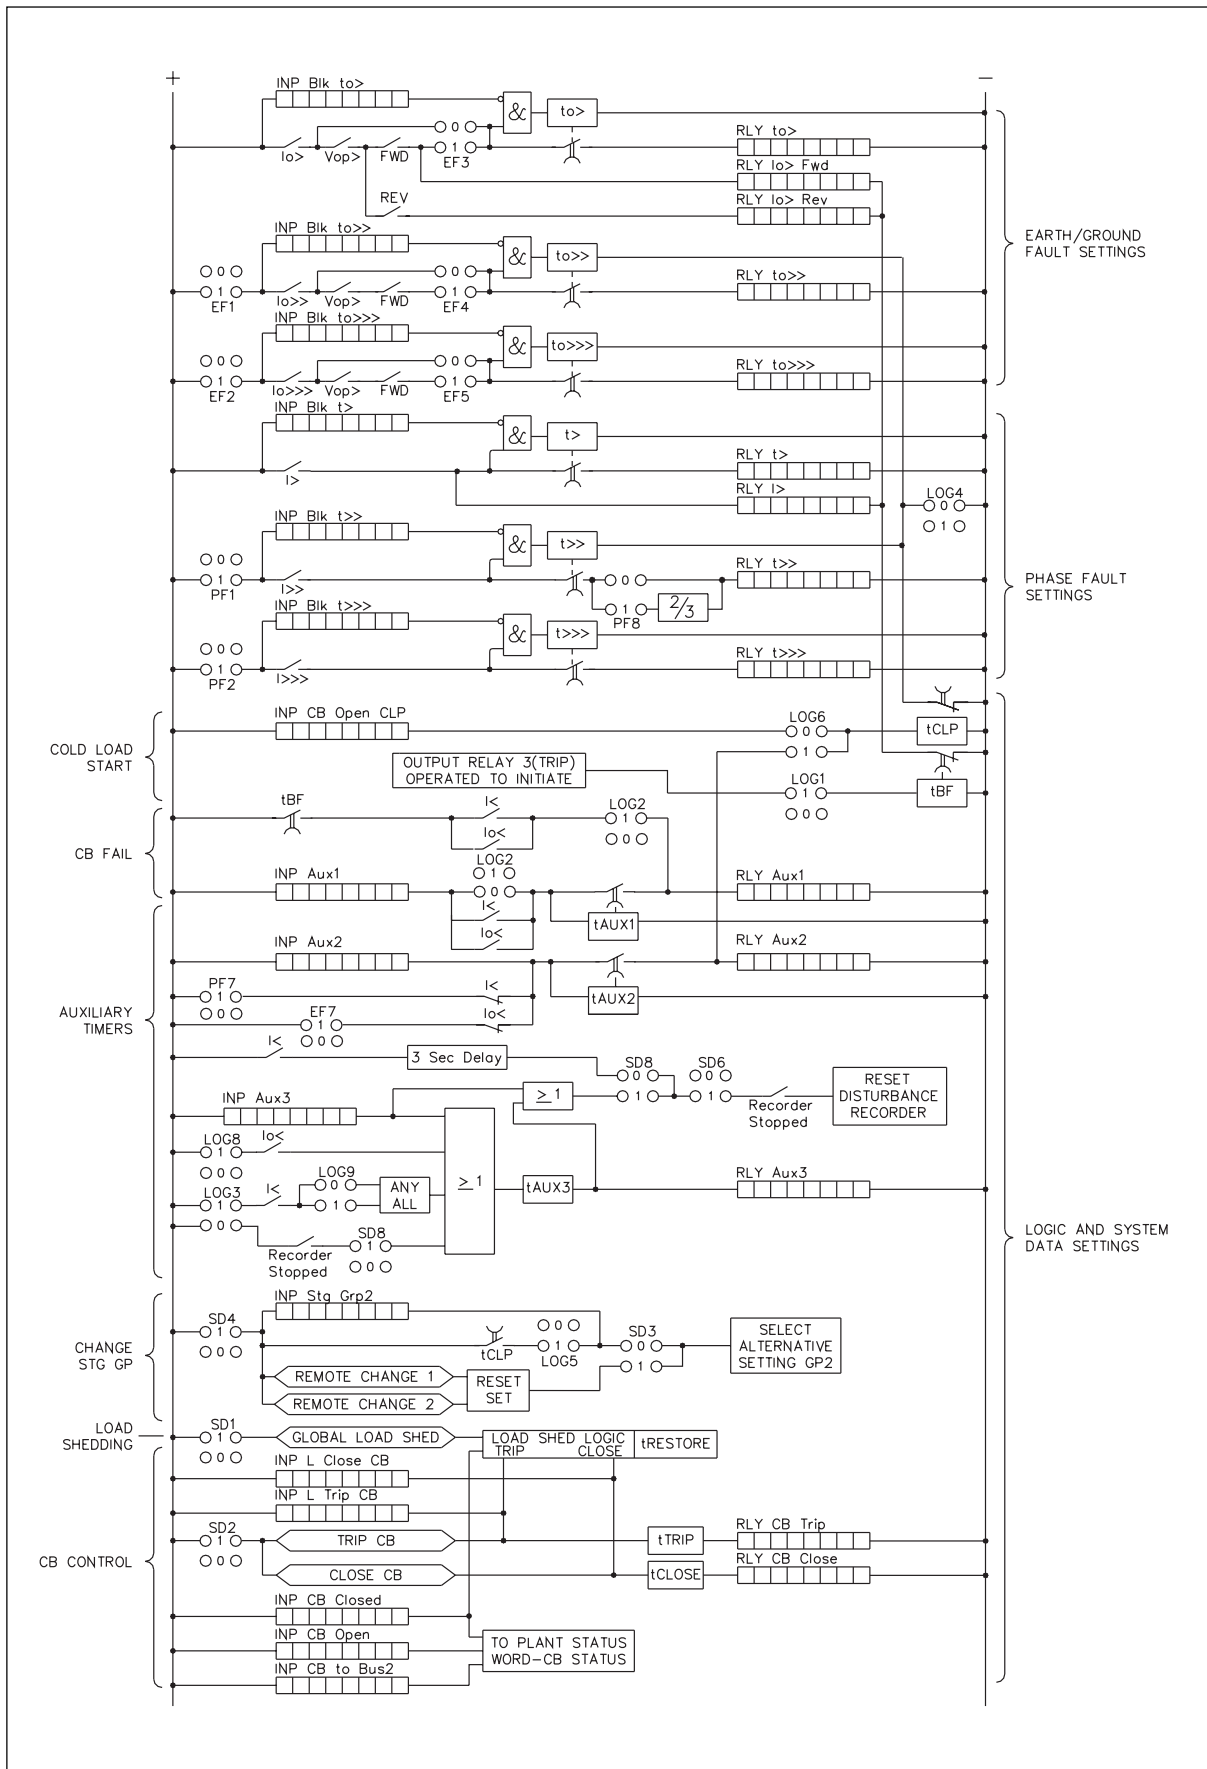 +
−
INP Blk to>
&
to>
0
RLY to>
Io>
Vop>
FWD
1
EF3
RLY Io> Fwd
REV
RLY Io> Rev
INP Blk to>>
EARTH/GROUND
FAULT SETTINGS
&
to>>
0
0
RLY to>>
1
Io>>
Vop>
FWD
1
EF1
EF4
INP Blk to>>>
&
to>>>
0
0
RLY to>>>
1
Io>>>
Vop>
FWD
1
EF2
EF5
INP Blk t>
&
t>
RLY t>
I>
RLY I>
LOG4
0
1
INP Blk t>>
&
t>>
0
RLY t>>
1
I>>
0
PF1
1
2/3
PF8
PHASE FAULT
SETTINGS
INP Blk t>>>
&
t>>>
0
RLY t>>>
1
I>>>
PF2
INP CB Open CLP
LOG6
0
tCLP
COLD LOAD
START
1
OUTPUT RELAY 3(TRIP)
OPERATED TO INITIATE
LOG1
1
tBF
0
tBF
I<
LOG2
1
Io<
0
CB FAIL
LOG2
1
INP Aux1
0
RLY Aux1
I<
tAUX1
Io<
INP Aux2
RLY Aux2
PF7
1
I<
tAUX2
0
EF7
Io<
1
0
AUXILIARY
TIMERS
I<
3 Sec Delay
SD8
SD6
0
0
1
1
Recorder
Stopped
RESET
DISTURBANCE
RECORDER
≥1
INP Aux3
LOG8
Io<
1
0
LOG9
LOG3
I<
0
ANY
1
1
ALL
≥1
tAUX3
RLY Aux3
0
SD8
1
Recorder
Stopped
0
LOGIC AND SYSTEM
DATA SETTINGS
INP Stg Grp2
SD4
0
SD3
1
tCLP
1
0
LOG5
SELECT
ALTERNATIVE
SETTING GP2
0
1
CHANGE
STG GP
REMOTE CHANGE 1
RESET
SET
REMOTE CHANGE 2
LOAD
SHEDDING
SD1
1
GLOBAL LOAD SHED
LOAD SHED LOGIC
TRIP CLOSE
tRESTORE
0
INP L Close CB
INP L Trip CB
SD2
1
TRIP CB
tTRIP
RLY CB Trip
0
CB CONTROL
CLOSE CB
tCLOSE
RLY CB Close
INP CB Closed
INP CB Open
TO PLANT STATUS
WORD-CB STATUS
INP CB to Bus2